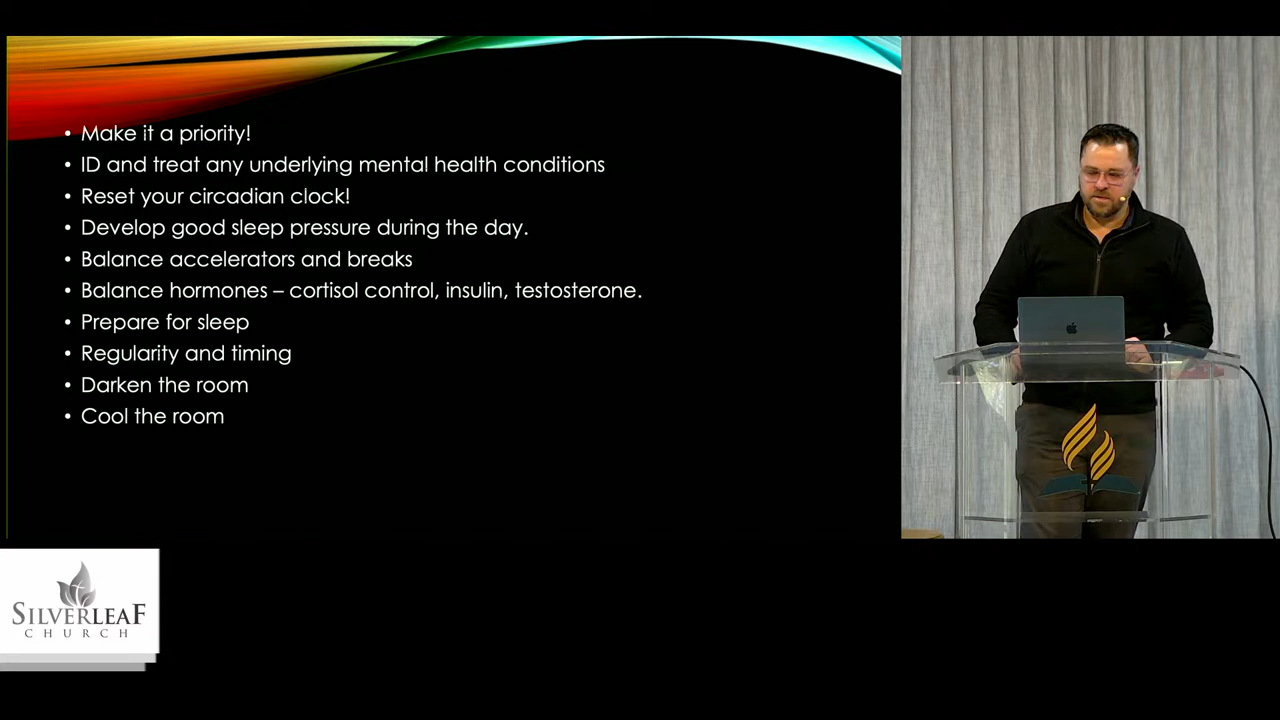 • Make it a priority!
• ID and treat any underlying mental health conditions
• Reset your circadian clock!
• Develop good sleep pressure during the day.
• Balance accelerators and breaks
• Balance hormones – cortisol control, insulin, testosterone.
• Prepare for sleep
• Regularity and timing
• Darken the room
• Cool the room
SILVERLEAF
CHURCH